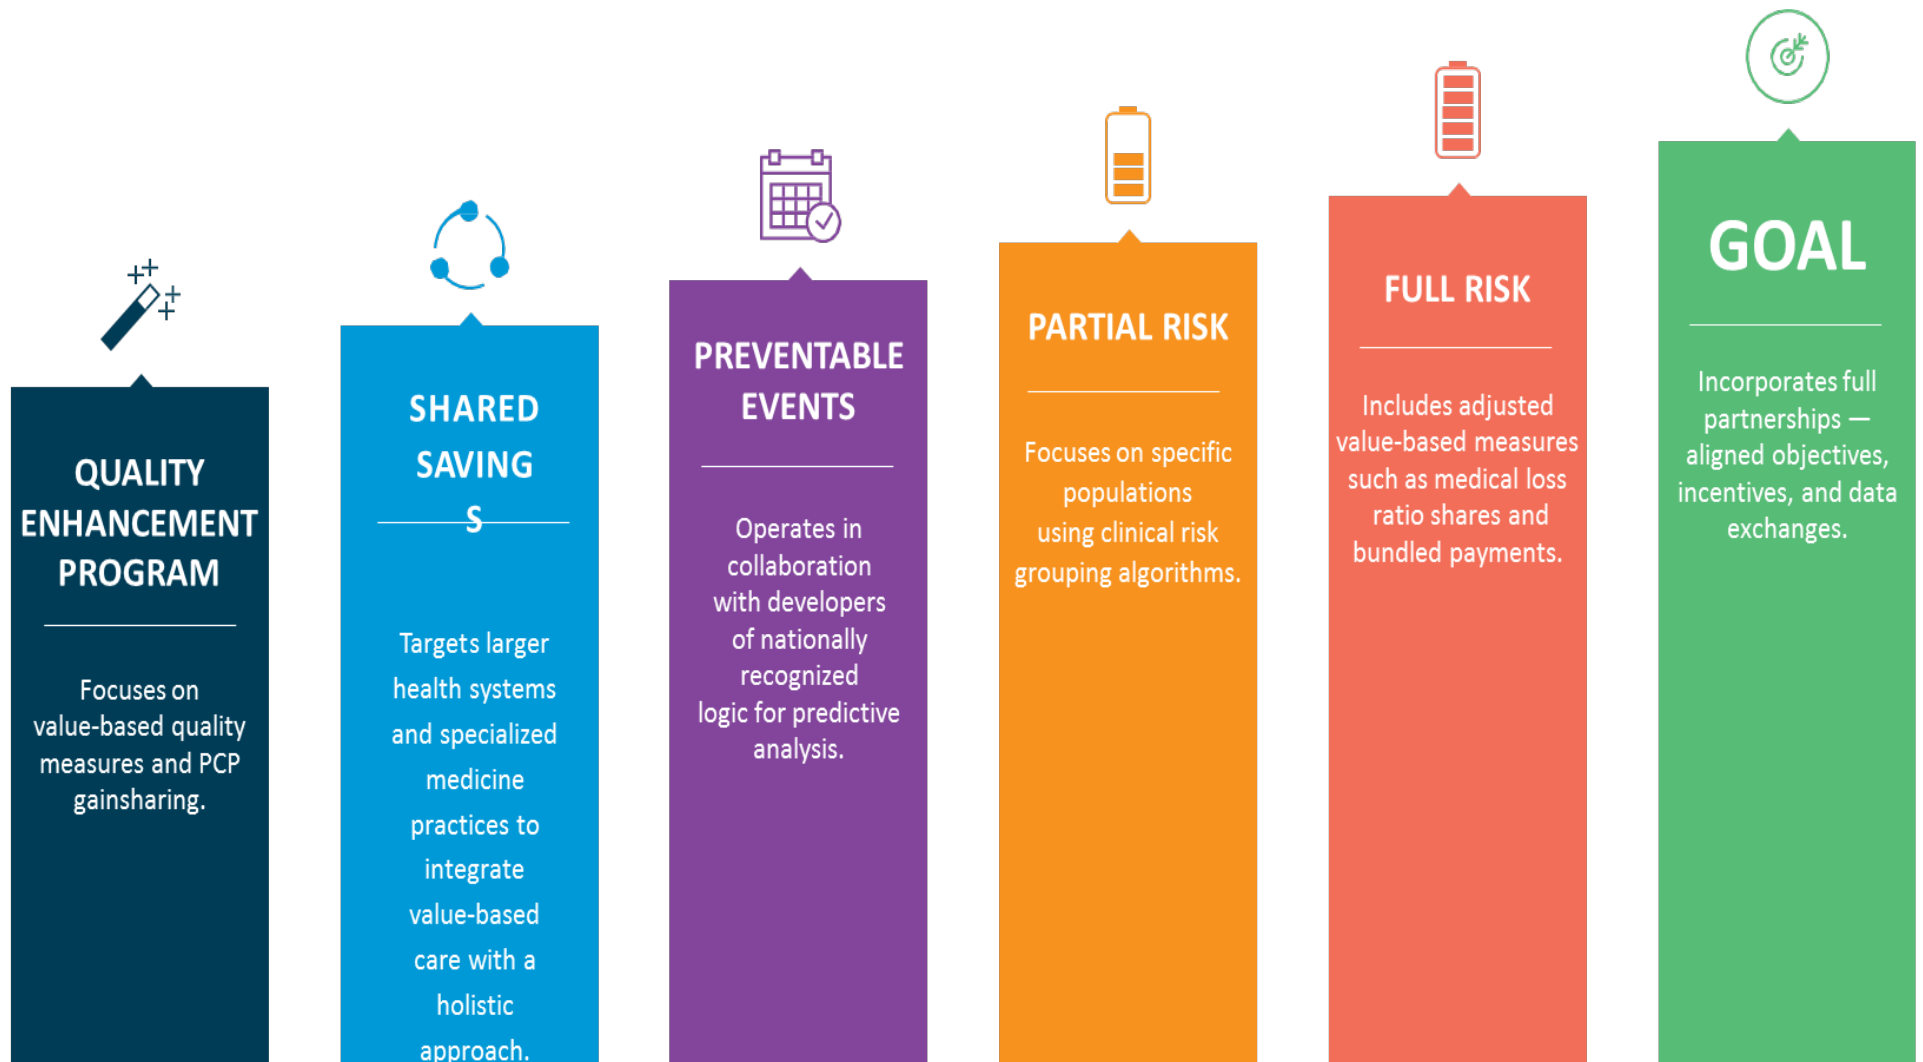 QUALITY
ENHANCEMENT
PROGRAM
Focuses on
value-based quality
measures and PCP
gainsharing.
SHARED
SAVING
S
Targets larger
health systems
and specialized
medicine
practices to
integrate
value-based
care with a
holistic
approach.
PREVENTABLE
EVENTS
Operates in
collaboration
with developers
of nationally
recognized
logic for predictive
analysis.
PARTIAL RISK
Focuses on specific
populations
using clinical risk
grouping algorithms.
FULL RISK
Includes adjusted
value-based measures
such as medical loss
ratio shares and
bundled payments.
GOAL
Incorporates full
partnerships —
aligned objectives,
incentives, and data
exchanges.